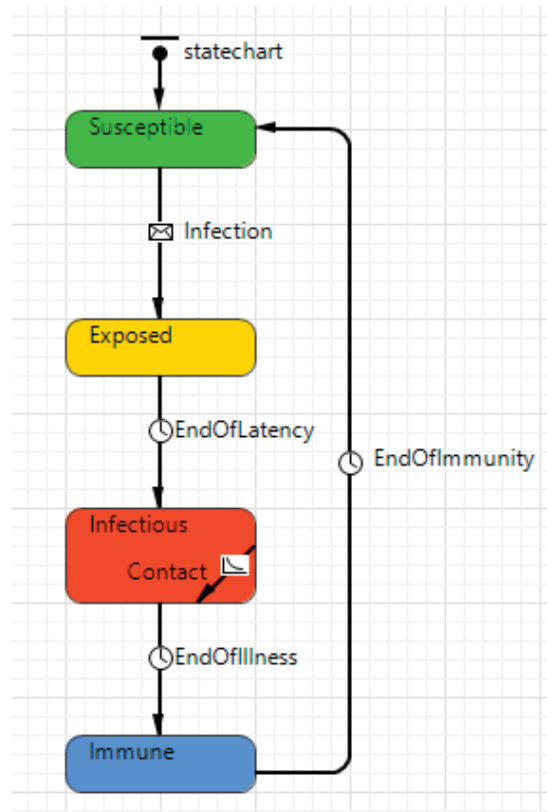 statechart
Susceptible
Infection
Exposed
EndOfLatency
EndOfImmunity
Infectious
Contact
EndOfIllness
Immune